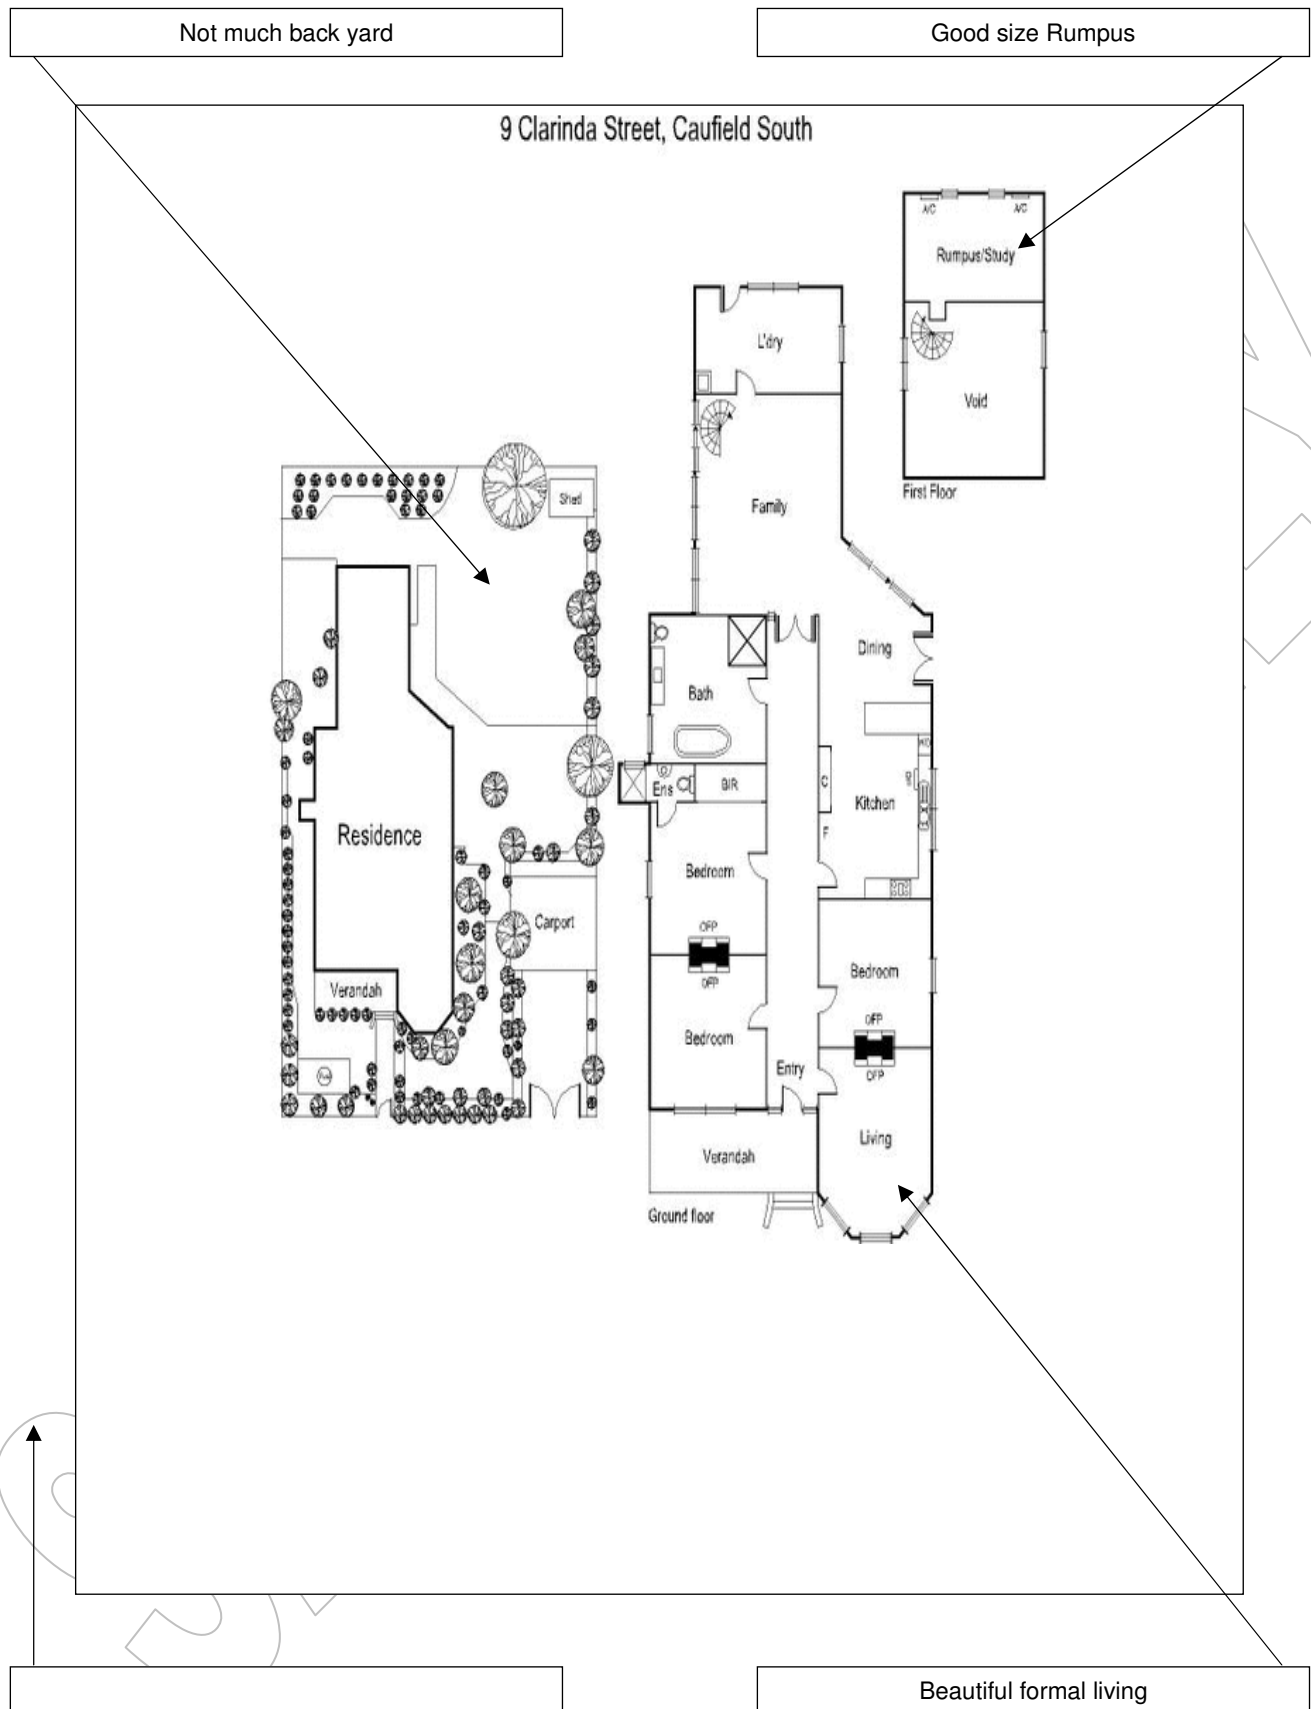 Not much back yard
Good size Rumpus
9 Clarinda Street, Caufield South
A/C
A/C
Rumpus/Study
L'dry
Void
First Floor
Shed
Family
Dining
Bath
Ens
BIR
C
Kitchen
F
Residence
Bedroom
Carport
OFP
OFP
Bedroom
Verandah
Bedroom
OFP
OFP
Entry
Living
Verandah
Ground floor
Beautiful formal living